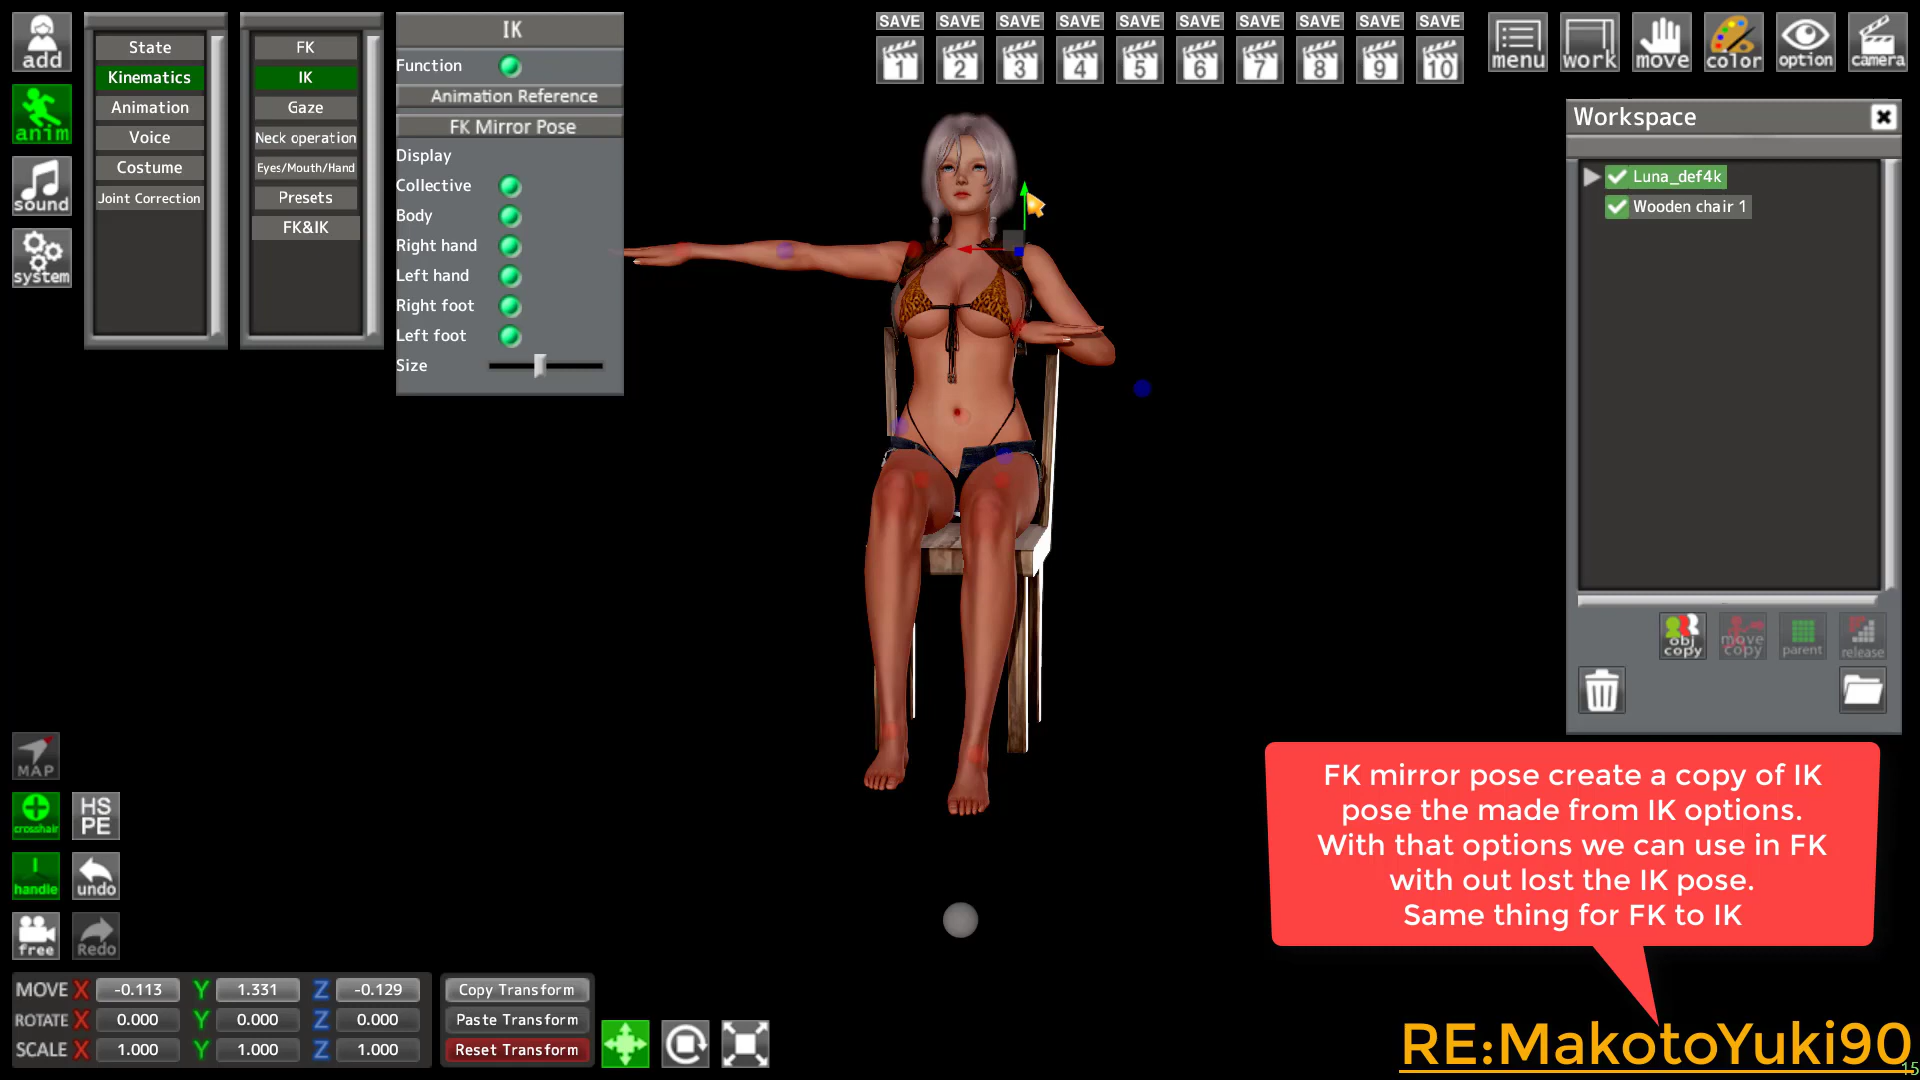 add
anim
sound
system
State
Kinematics
Animation
Voice
Costume
Joint Correction
FK
IK
Gaze
Neck operation
Eyes/Mouth/Hand
Presets
FK&IK
IK
Function
Animation Reference
FK Mirror Pose
Display
Collective
Body
Right hand
Left hand
Right foot
Left foot
Size
SAVE SAVE SAVE SAVE SAVE SAVE SAVE SAVE SAVE SAVE
1 2 3 4 5 6 7 8 9 10
menu work move color option camera
Workspace
Luna_def4k
Wooden chair 1
obj copy
move copy
parent
release
MAP
crosshair
HS PE
handle
undo
free
Redo
MOVE X -0.113 Y 1.331 Z -0.129
ROTATE X 0.000 Y 0.000 Z 0.000
SCALE X 1.000 Y 1.000 Z 1.000
Copy Transform
Paste Transform
Reset Transform
FK mirror pose create a copy of IK
pose the made from IK options.
With that options we can use in FK
with out lost the IK pose.
Same thing for FK to IK
RE:MakotoYuki90
15